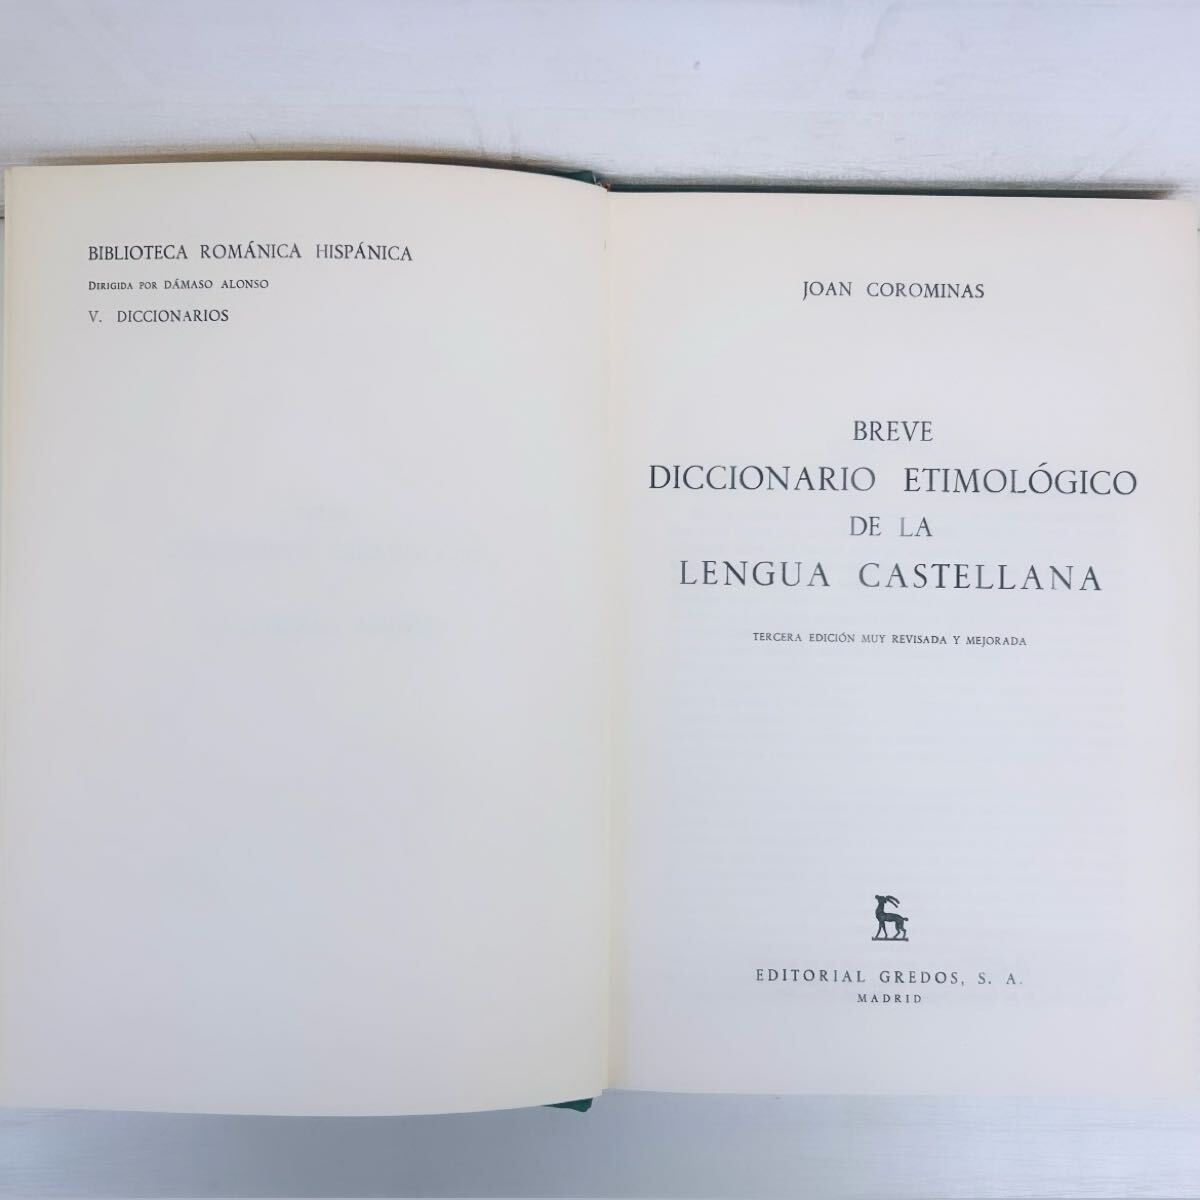 BIBLIOTECA ROMÁNICA HISPÁNICA
DIRIGIDA POR DÁMASO ALONSO
V. DICCIONARIOS
JOAN COROMINAS
BREVE
DICCIONARIO ETIMOLÓGICO
DE LA
LENGUA CASTELLANA
TERCERA EDICIÓN MUY REVISADA Y MEJORADA
EDITORIAL GREDOS, S. A.
MADRID